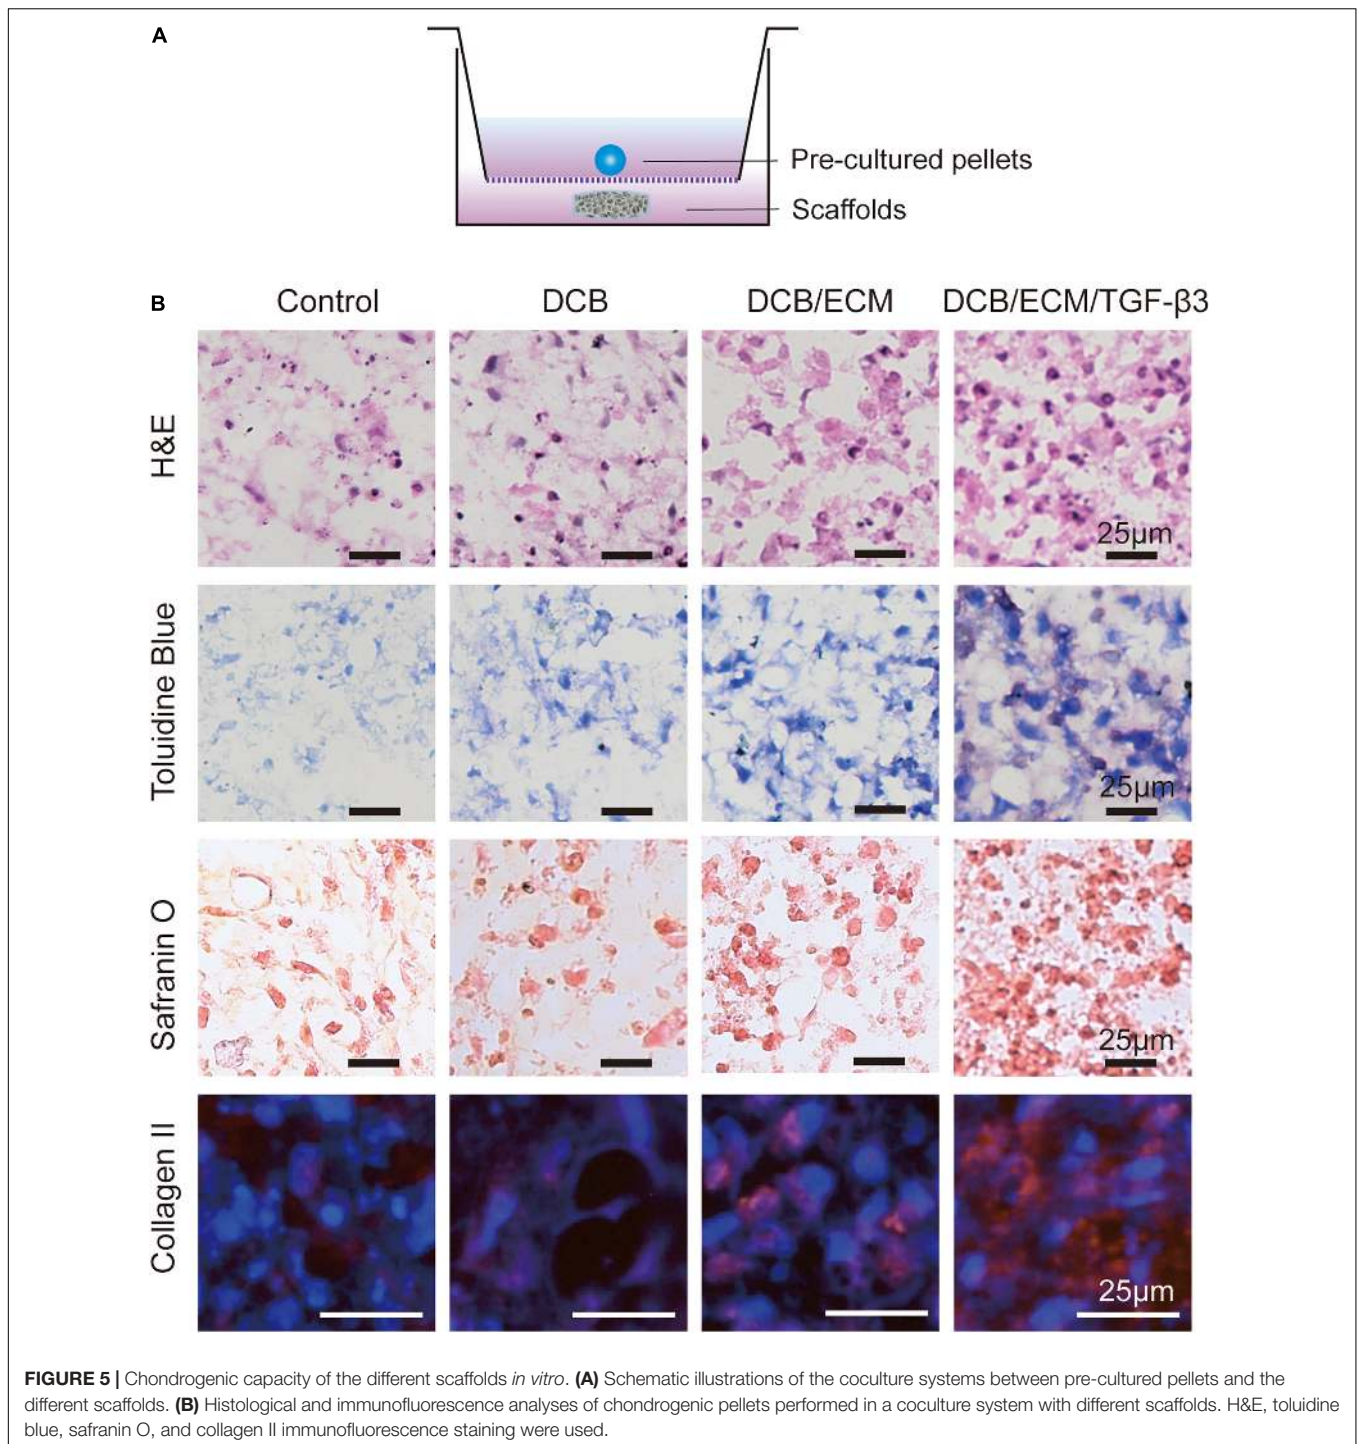 A
Pre-cultured pellets
Scaffolds
B
Control DCB DCB/ECM DCB/ECM/TGF-β3
H&E
25µm
Toluidine Blue
25µm
Safranin O
25µm
Collagen II
25µm
FIGURE 5 | Chondrogenic capacity of the different scaffolds in vitro. (A) Schematic illustrations of the coculture systems between pre-cultured pellets and the
different scaffolds. (B) Histological and immunofluorescence analyses of chondrogenic pellets performed in a coculture system with different scaffolds. H&E, toluidine
blue, safranin O, and collagen II immunofluorescence staining were used.